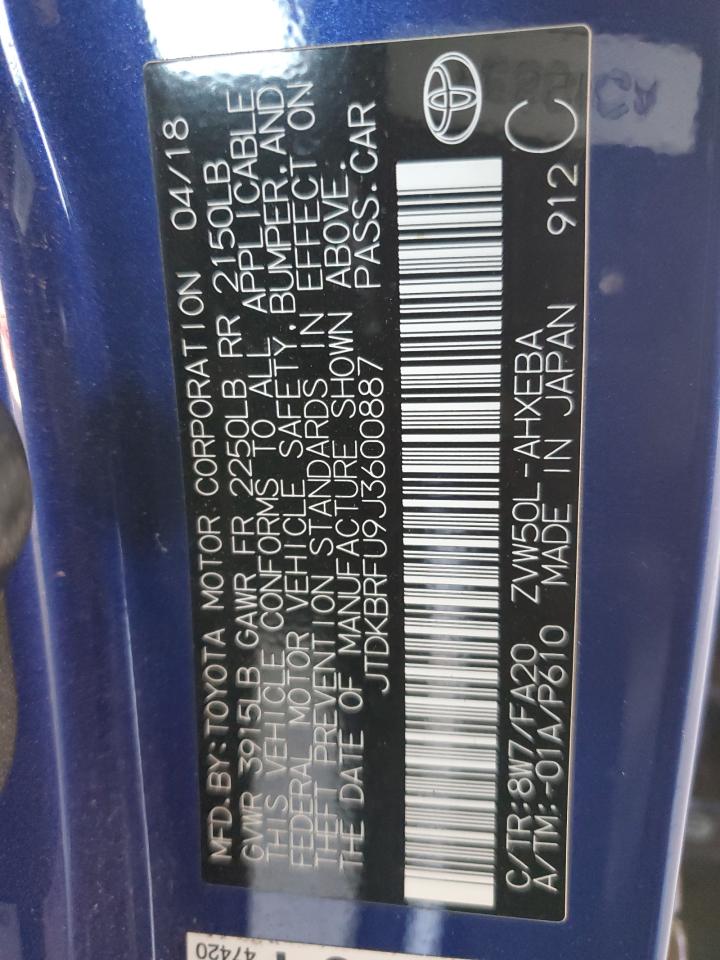 MFD.BY:TOYOTA MOTOR CORPORATION 04/18
GVWR 3915LB GAWR FR 2250LB RR 2150LB
THIS VEHICLE CONFORMS TO ALL APPLICABLE
FEDERAL MOTOR VEHICLE SAFETY, BUMPER,AND
THEFT PREVENTION STANDARDS IN EFFECT ON
THE DATE OF MANUFACTURE SHOWN ABOVE.
JTDKBRFU9J3600887 PASS.CAR
C/TR:8W7/FA20 ZVW50L-AHXEBA
A/TM:-01A/P610 MADE IN JAPAN 912 C
47420